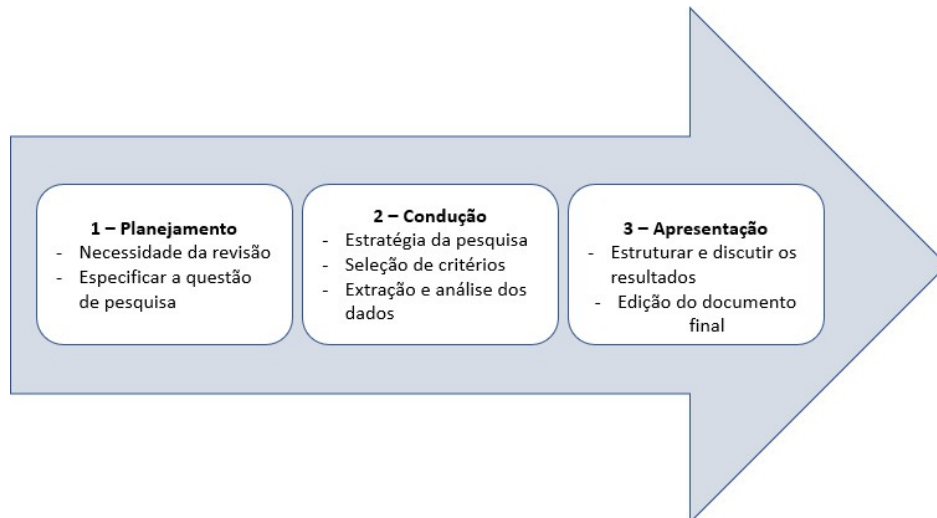 1 – Planejamento
- Necessidade da revisão
- Especificar a questão
de pesquisa
2 – Condução
- Estratégia da pesquisa
- Seleção de critérios
- Extração e análise dos
dados
3 – Apresentação
- Estruturar e discutir os
resultados
- Edição do documento
final